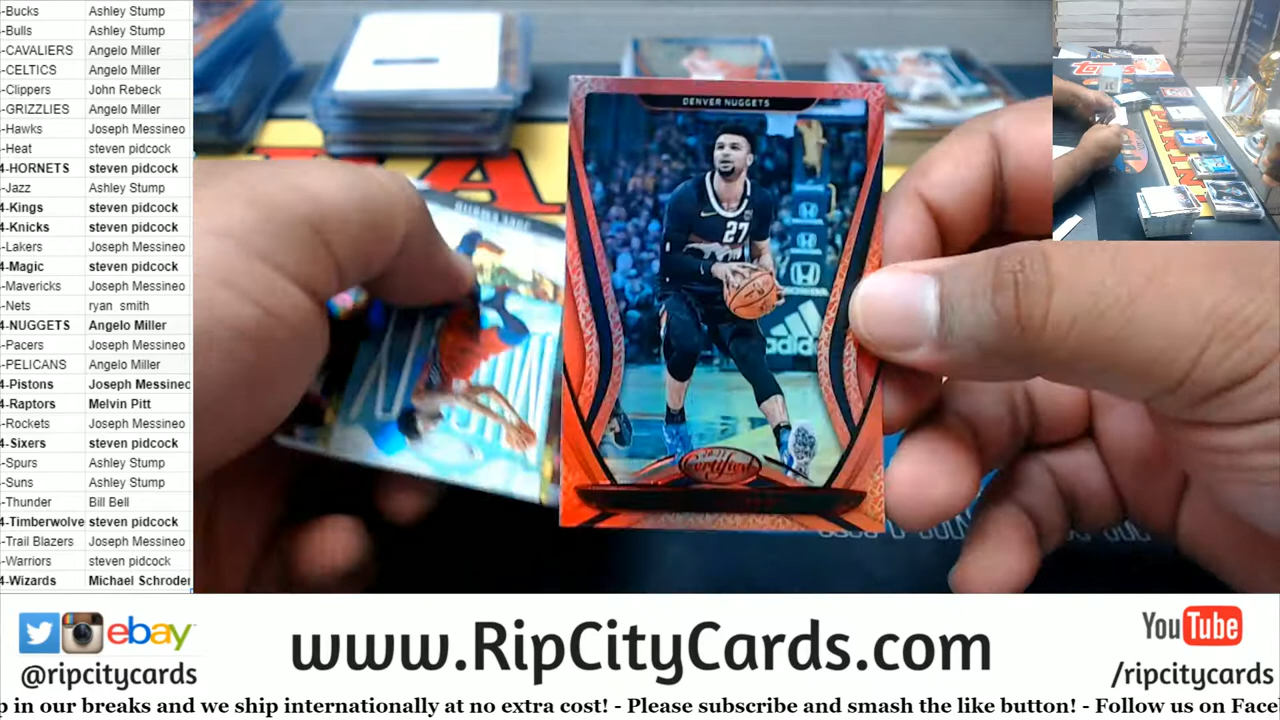 -Bucks Ashley Stump
-Bulls Ashley Stump
-CAVALIERS Angelo Miller
-CELTICS Angelo Miller
-Clippers John Rebeck
-GRIZZLIES Angelo Miller
-Hawks Joseph Messineo
-Heat steven pidcock
4-HORNETS steven pidcock
-Jazz Ashley Stump
4-Kings steven pidcock
4-Knicks steven pidcock
-Lakers Joseph Messineo
4-Magic steven pidcock
-Mavericks Joseph Messineo
-Nets ryan smith
4-NUGGETS Angelo Miller
-Pacers Joseph Messineo
-PELICANS Angelo Miller
4-Pistons Joseph Messineo
4-Raptors Melvin Pitt
-Rockets Joseph Messineo
4-Sixers steven pidcock
-Spurs Ashley Stump
-Suns Ashley Stump
-Thunder Bill Bell
4-Timberwolve steven pidcock
-Trail Blazers Joseph Messineo
-Warriors steven pidcock
4-Wizards Michael Schroder
DENVER NUGGETS
27
HONDA
HONDA
HONDA
adidas
Certified
PANINI
ebay
@ripcitycards
www.RipCityCards.com
YouTube
/ripcitycards
p in our breaks and we ship internationally at no extra cost! - Please subscribe and smash the like button! - Follow us on Face